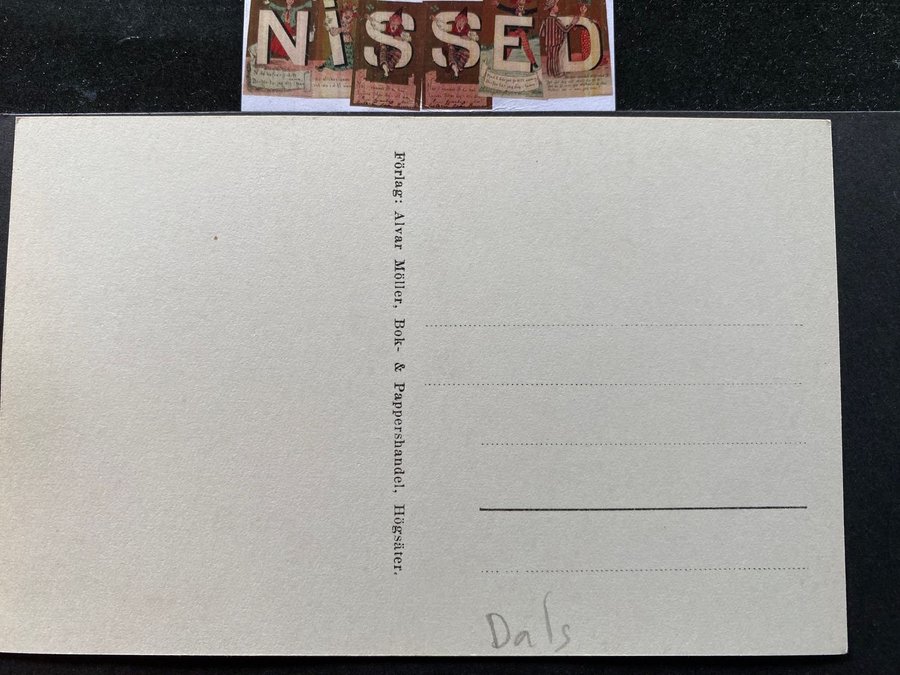 NISSED
Förlag: Alvar Möller, Bok- & Pappershandel, Högsäter.
Dals